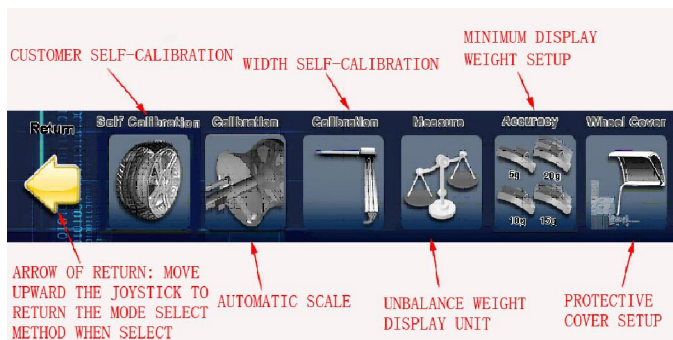 MINIMUM DISPLAY
WEIGHT SETUP
CUSTOMER SELF-CALIBRATION
WIDTH SELF-CALIBRATION
Return
Self Calibration
Calibration
Calibration
Measure
Accuracy
Wheel Cover
5g
20g
10g
15g
ARROW OF RETURN: MOVE
UPWARD THE JOYSTICK TO
RETURN THE MODE SELECT
METHOD WHEN SELECT
AUTOMATIC SCALE
UNBALANCE WEIGHT
DISPLAY UNIT
PROTECTIVE
COVER SETUP